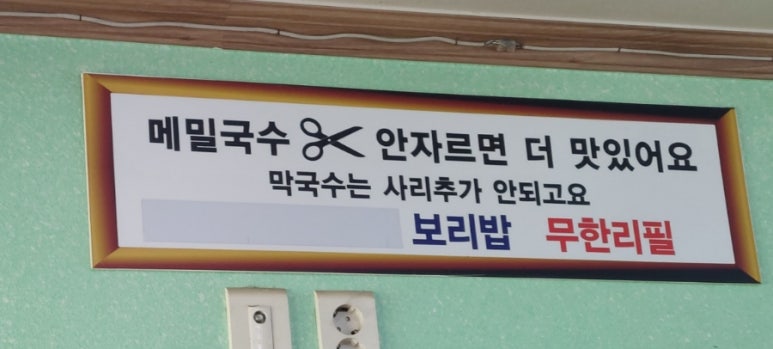 메밀국수 안자르면 더 맛있어요
막국수는 사리추가 안되고요
보리밥 무한리필